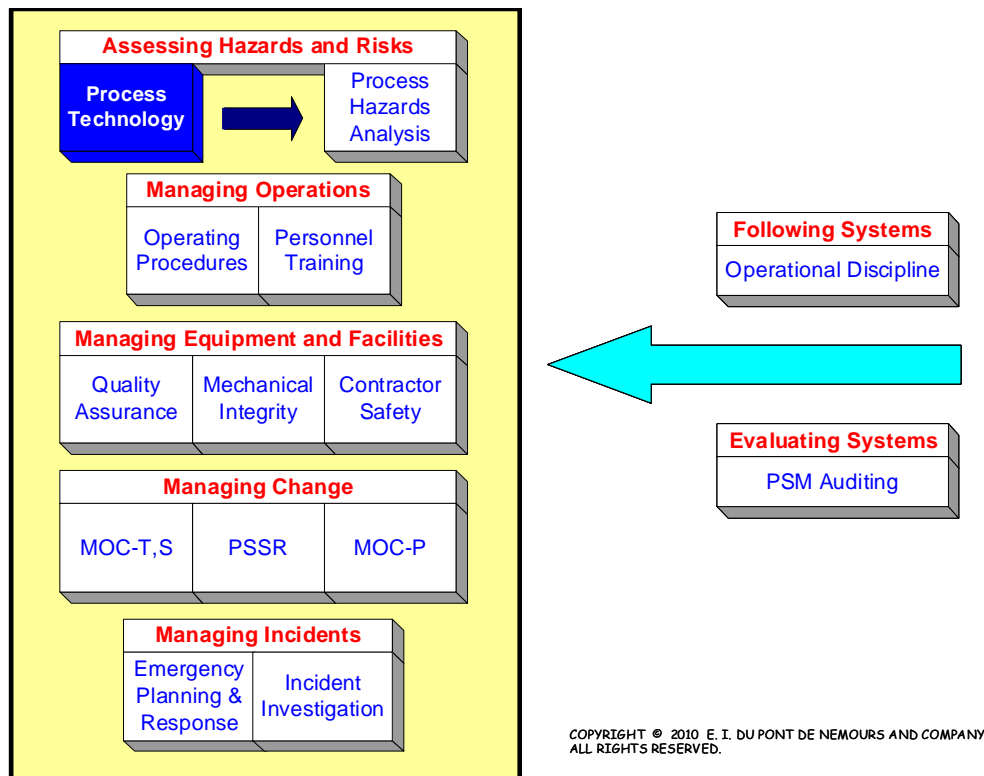 Assessing Hazards and Risks
Process
Technology
Process
Hazards
Analysis
Managing Operations
Operating
Procedures
Personnel
Training
Managing Equipment and Facilities
Quality
Assurance
Mechanical
Integrity
Contractor
Safety
Managing Change
MOC-T,S
PSSR
MOC-P
Managing Incidents
Emergency
Planning &
Response
Incident
Investigation
Following Systems
Operational Discipline
Evaluating Systems
PSM Auditing
COPYRIGHT © 2010 E. I. DU PONT DE NEMOURS AND COMPANY
ALL RIGHTS RESERVED.